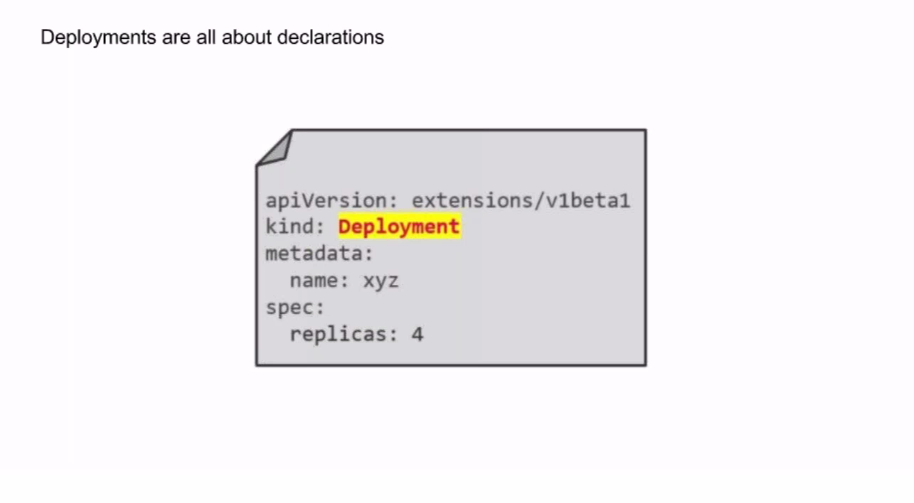 Deployments are all about declarations
apiVersion: extensions/v1beta1
kind: Deployment
metadata:
  name: xyz
spec:
  replicas: 4